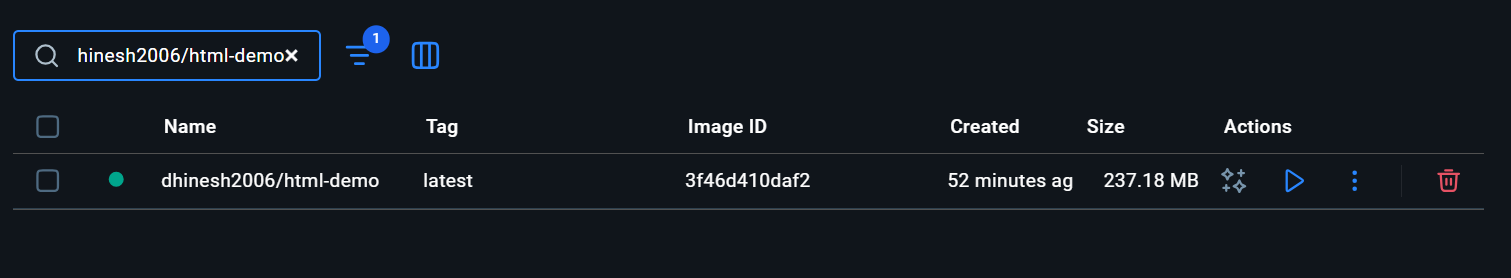 1
hinesh2006/html-demo×
Name Tag Image ID Created Size Actions
dhinesh2006/html-demo latest 3f46d410daf2 52 minutes ag 237.18 MB